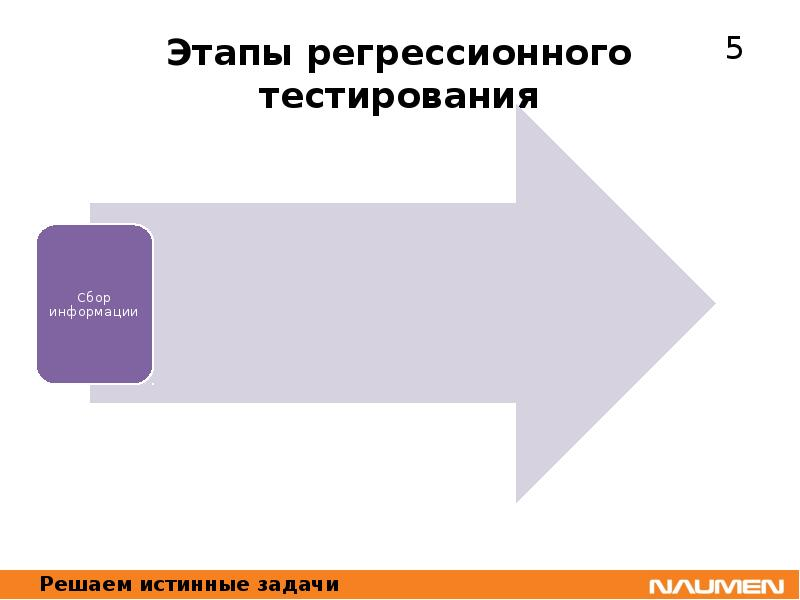 Этапы регрессионного
тестирования
5
Сбор
информации
Решаем истинные задачи
NAUMEN